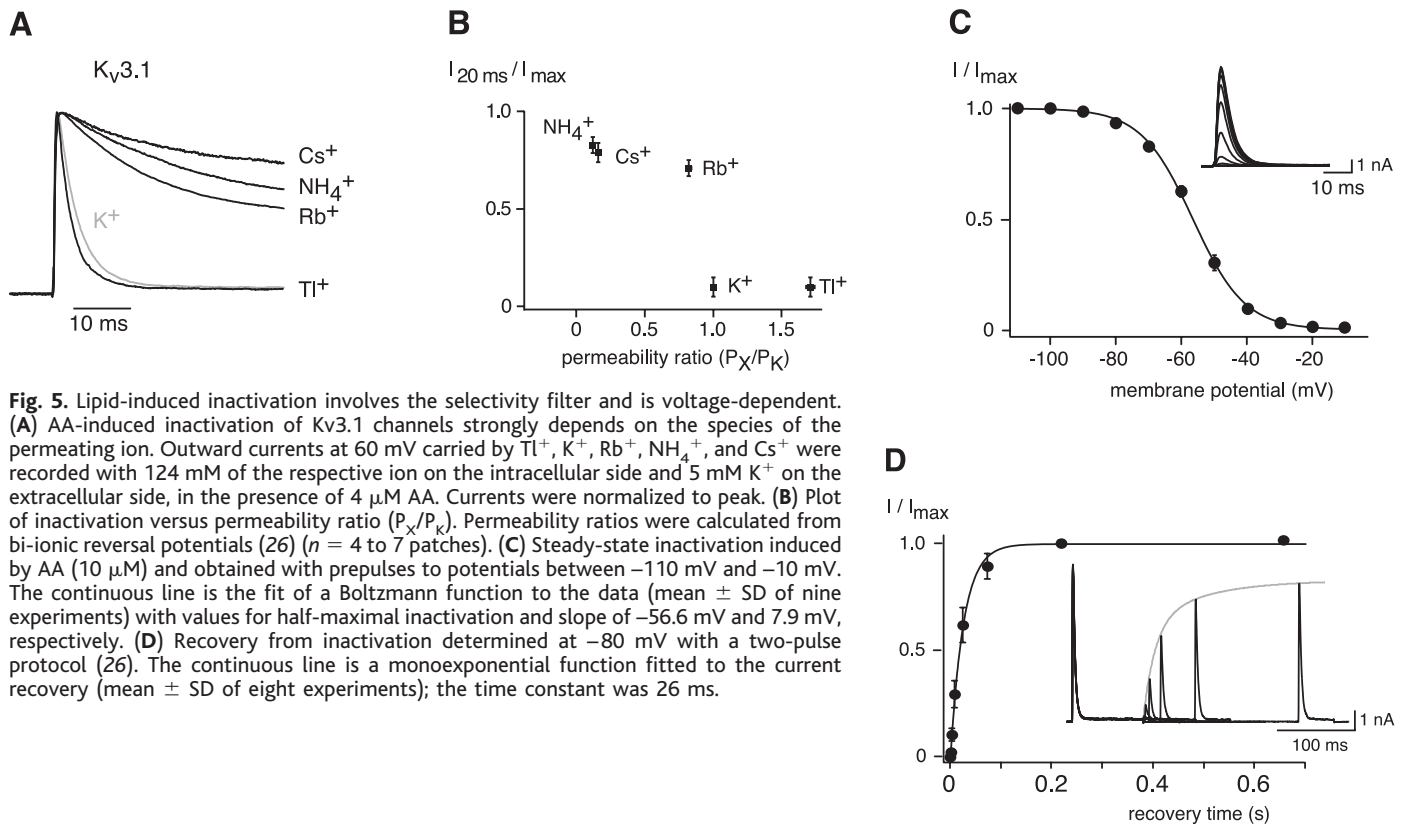 A
Kv3.1
Cs+
NH4+
Rb+
K+
Tl+
10 ms
B
I 20 ms / I max
1.0
0.5
0
NH4+
Cs+
Rb+
K+
Tl+
0 0.5 1.0 1.5
permeability ratio (PX/PK)
C
I / Imax
1.0
0.5
0
1 nA
10 ms
-100 -80 -60 -40 -20
membrane potential (mV)
Fig. 5. Lipid-induced inactivation involves the selectivity filter and is voltage-dependent.
(A) AA-induced inactivation of Kv3.1 channels strongly depends on the species of the
permeating ion. Outward currents at 60 mV carried by Tl+, K+, Rb+, NH4+, and Cs+ were
recorded with 124 mM of the respective ion on the intracellular side and 5 mM K+ on the
extracellular side, in the presence of 4 μM AA. Currents were normalized to peak. (B) Plot
of inactivation versus permeability ratio (PX/PK). Permeability ratios were calculated from
bi-ionic reversal potentials (26) (n = 4 to 7 patches). (C) Steady-state inactivation induced
by AA (10 μM) and obtained with prepulses to potentials between –110 mV and –10 mV.
The continuous line is the fit of a Boltzmann function to the data (mean ± SD of nine
experiments) with values for half-maximal inactivation and slope of –56.6 mV and 7.9 mV,
respectively. (D) Recovery from inactivation determined at –80 mV with a two-pulse
protocol (26). The continuous line is a monoexponential function fitted to the current
recovery (mean ± SD of eight experiments); the time constant was 26 ms.
D
I / Imax
1.0
0.5
0
1 nA
100 ms
0 0.2 0.4 0.6
recovery time (s)